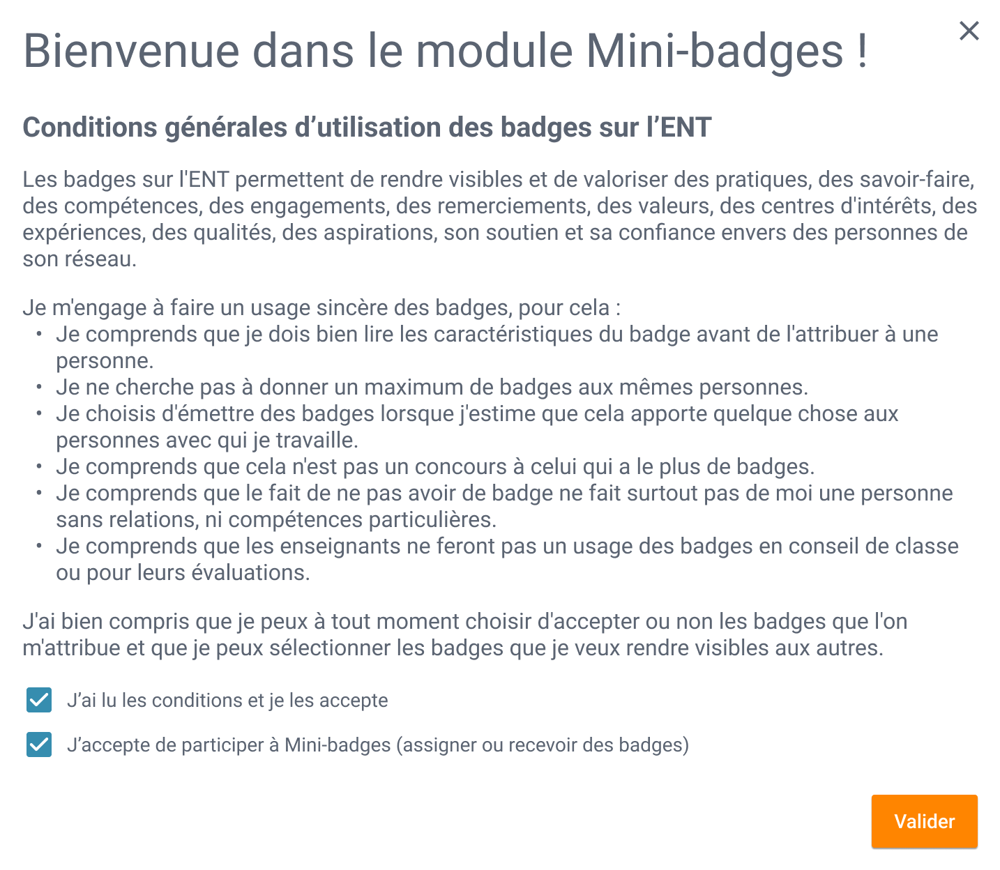 Bienvenue dans le module Mini-badges !
Conditions générales d’utilisation des badges sur l’ENT
Les badges sur l'ENT permettent de rendre visibles et de valoriser des pratiques, des savoir-faire,
des compétences, des engagements, des remerciements, des valeurs, des centres d'intérêts, des
expériences, des qualités, des aspirations, son soutien et sa confiance envers des personnes de
son réseau.
Je m'engage à faire un usage sincère des badges, pour cela :
• Je comprends que je dois bien lire les caractéristiques du badge avant de l'attribuer à une
personne.
• Je ne cherche pas à donner un maximum de badges aux mêmes personnes.
• Je choisis d'émettre des badges lorsque j'estime que cela apporte quelque chose aux
personnes avec qui je travaille.
• Je comprends que cela n'est pas un concours à celui qui a le plus de badges.
• Je comprends que le fait de ne pas avoir de badge ne fait surtout pas de moi une personne
sans relations, ni compétences particulières.
• Je comprends que les enseignants ne feront pas un usage des badges en conseil de classe
ou pour leurs évaluations.
J'ai bien compris que je peux à tout moment choisir d'accepter ou non les badges que l'on
m'attribue et que je peux sélectionner les badges que je veux rendre visibles aux autres.
J’ai lu les conditions et je les accepte
J’accepte de participer à Mini-badges (assigner ou recevoir des badges)
Valider